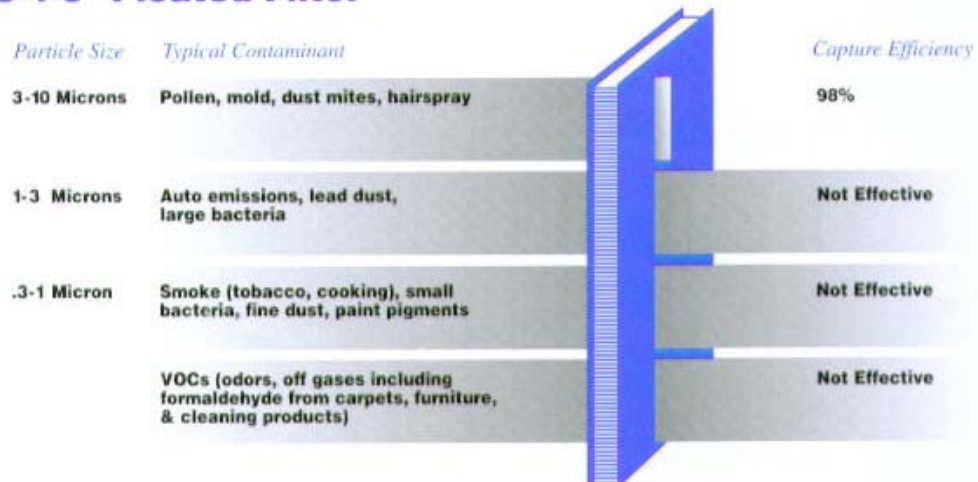 Pleated Filter
Particle Size Typical Contaminant Capture Efficiency
3-10 Microns Pollen, mold, dust mites, hairspray 98%
1-3 Microns Auto emissions, lead dust, Not Effective
large bacteria
.3-1 Micron Smoke (tobacco, cooking), small Not Effective
bacteria, fine dust, paint pigments
VOCs (odors, off gases including Not Effective
formaldehyde from carpets, furniture,
& cleaning products)